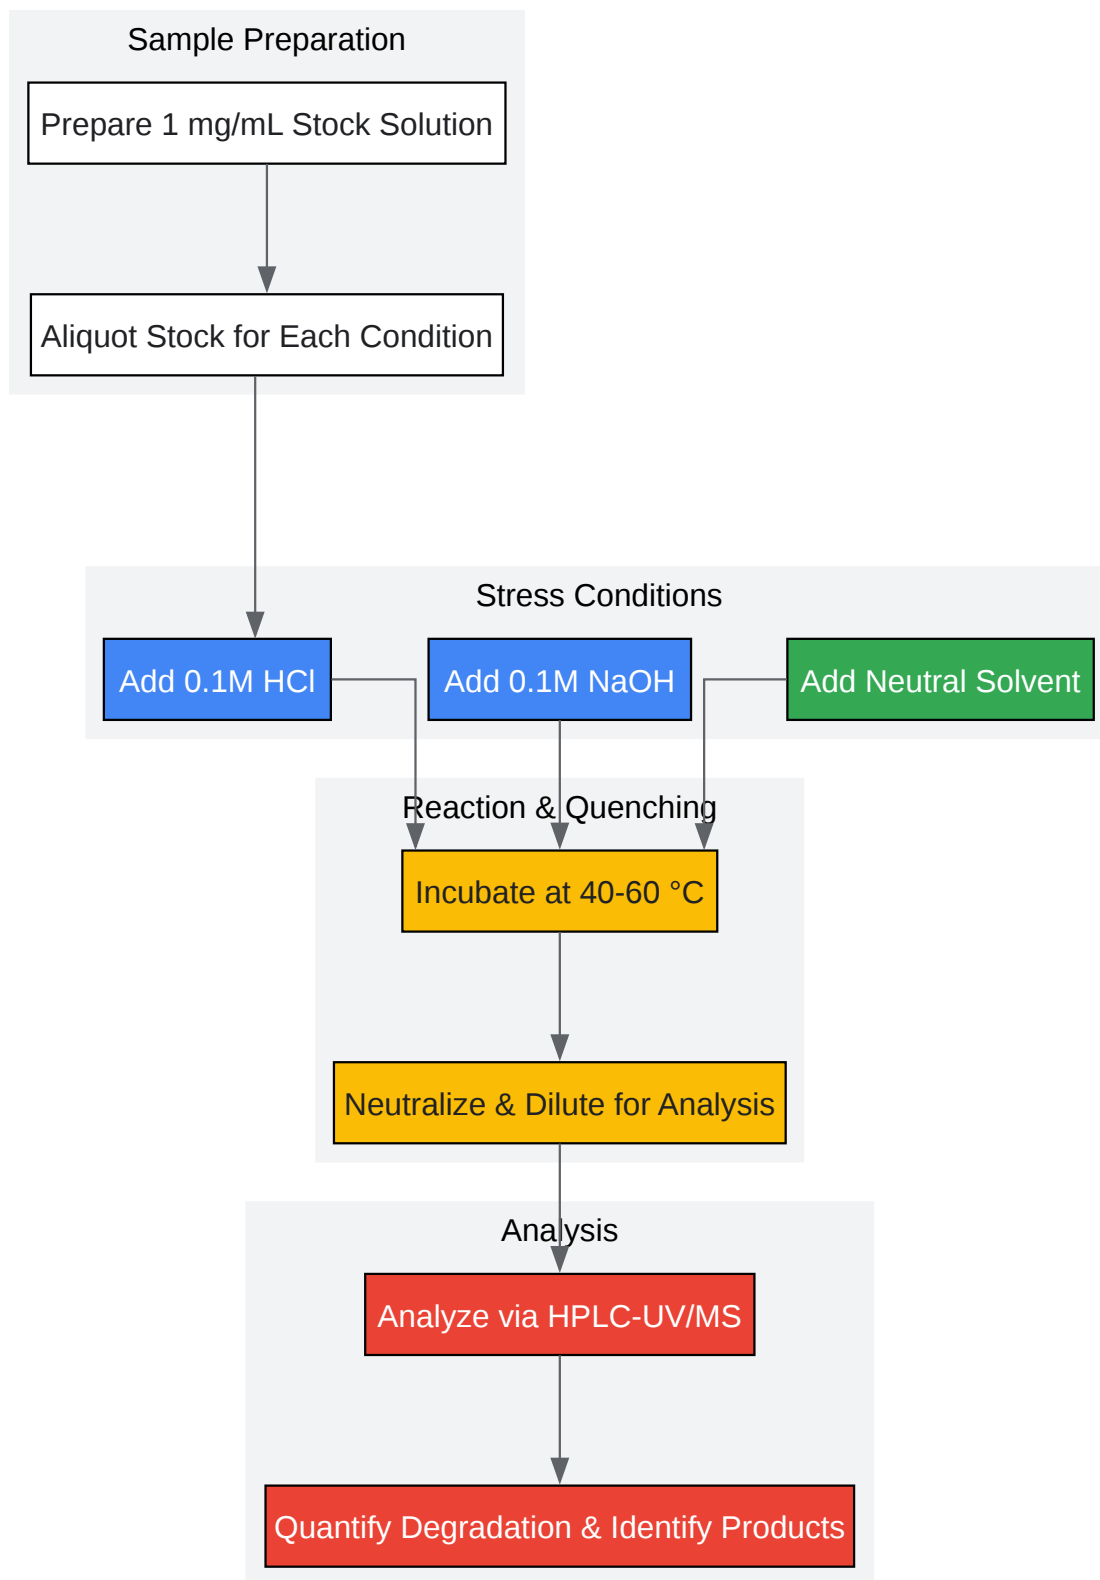 Sample Preparation
Prepare 1 mg/mL Stock Solution
Aliquot Stock for Each Condition
Stress Conditions
Add 0.1M HCl
Add 0.1M NaOH
Add Neutral Solvent
Reaction & Quenching
Incubate at 40-60 °C
Neutralize & Dilute for Analysis
Analysis
Analyze via HPLC-UV/MS
Quantify Degradation & Identify Products